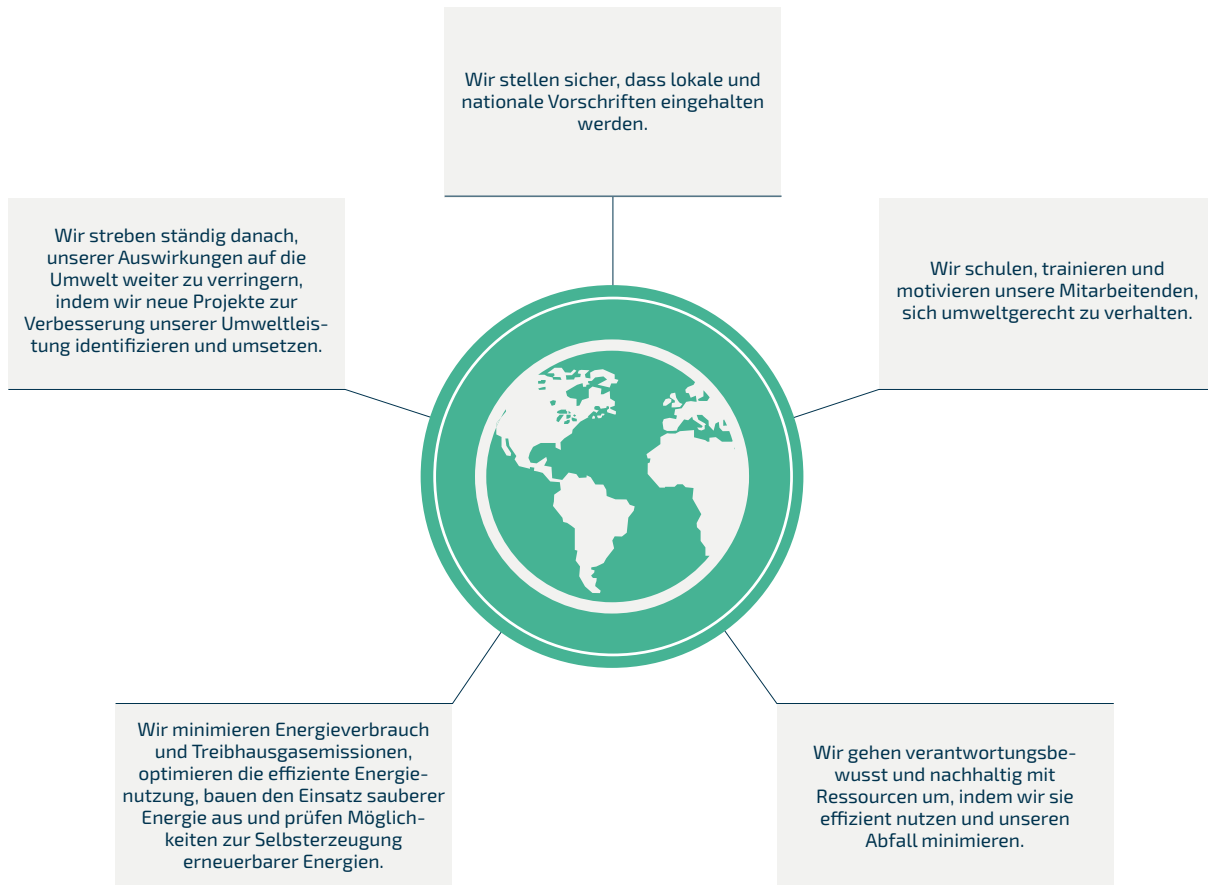 Wir stellen sicher, dass lokale und
nationale Vorschriften eingehalten
werden.
Wir streben ständig danach,
unserer Auswirkungen auf die
Umwelt weiter zu verringern,
indem wir neue Projekte zur
Verbesserung unserer Umweltleis-
tung identifizieren und umsetzen.
Wir schulen, trainieren und
motivieren unsere Mitarbeitenden,
sich umweltgerecht zu verhalten.
Wir minimieren Energieverbrauch
und Treibhausgasemissionen,
optimieren die effiziente Energie-
nutzung, bauen den Einsatz sauberer
Energie aus und prüfen Möglich-
keiten zur Selbsterzeugung
erneuerbarer Energien.
Wir gehen verantwortungsbe-
wusst und nachhaltig mit
Ressourcen um, indem wir sie
effizient nutzen und unseren
Abfall minimieren.